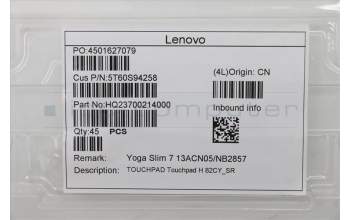 Lenovo
PO:4501627079
Cus P/N:5T60S94258
(4L)Origin: CN
Part No:HQ23700214000
Inbound info
Qty:45 PCS
Remark: Yoga Slim 7 13ACN05/NB2857
Description: TOUCHPAD Touchpad H 82CY_SR